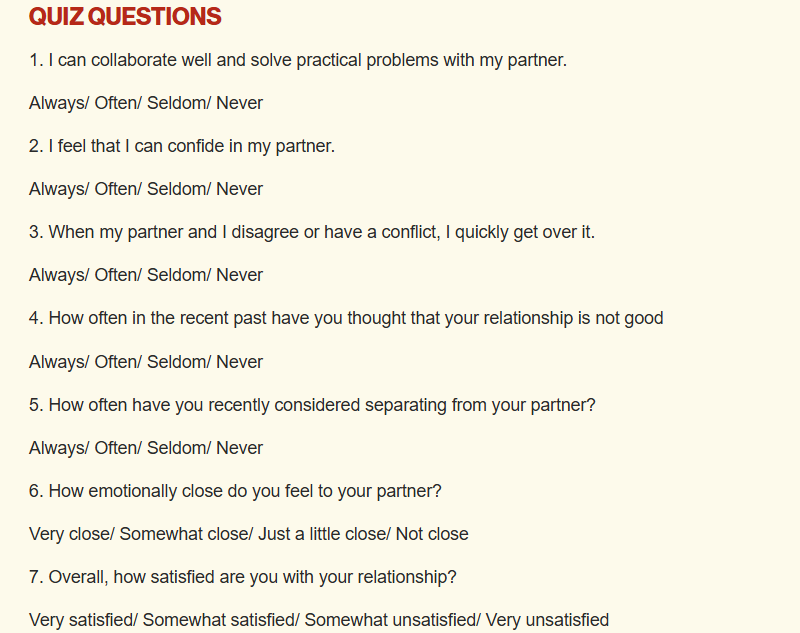 QUIZ QUESTIONS
1. I can collaborate well and solve practical problems with my partner.
Always/ Often/ Seldom/ Never
2. I feel that I can confide in my partner.
Always/ Often/ Seldom/ Never
3. When my partner and I disagree or have a conflict, I quickly get over it.
Always/ Often/ Seldom/ Never
4. How often in the recent past have you thought that your relationship is not good
Always/ Often/ Seldom/ Never
5. How often have you recently considered separating from your partner?
Always/ Often/ Seldom/ Never
6. How emotionally close do you feel to your partner?
Very close/ Somewhat close/ Just a little close/ Not close
7. Overall, how satisfied are you with your relationship?
Very satisfied/ Somewhat satisfied/ Somewhat unsatisfied/ Very unsatisfied